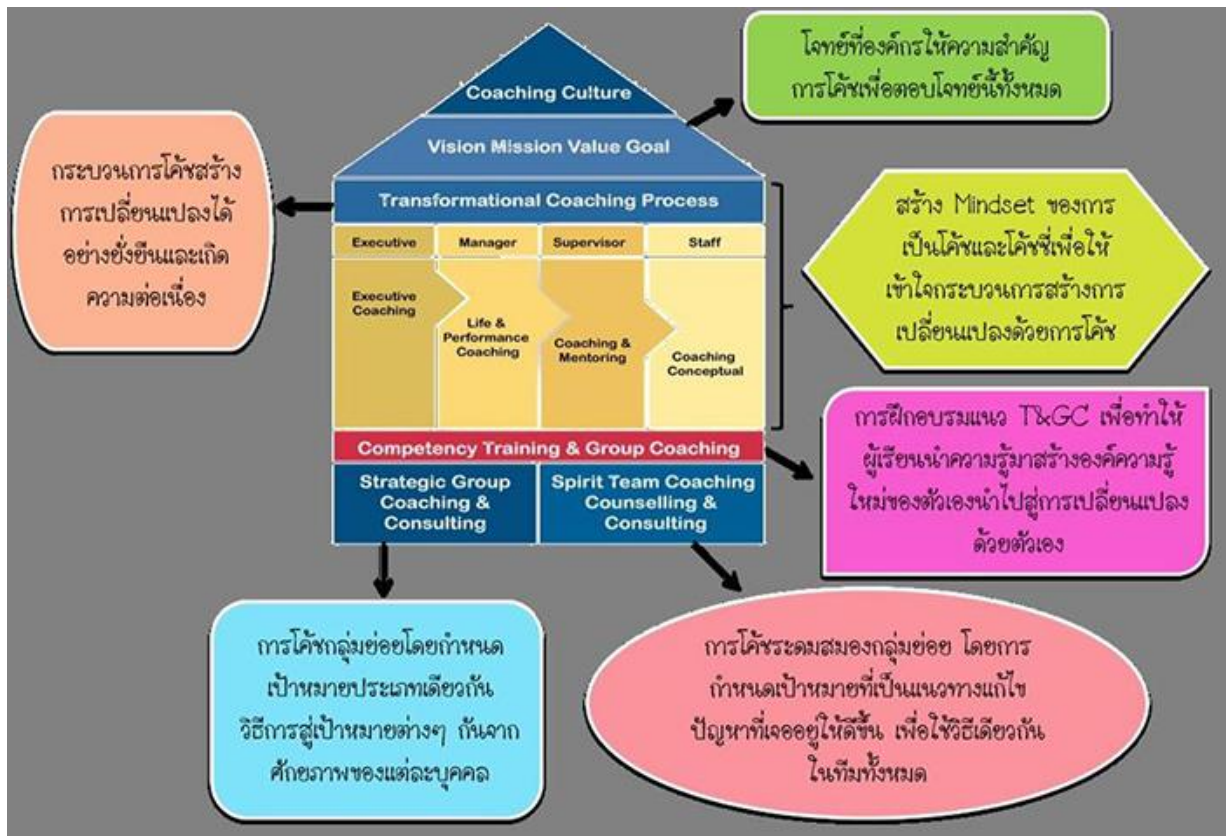 Coaching Culture
Vision Mission Value Goal
Transformational Coaching Process
Executive
Manager
Supervisor
Staff
Executive
Coaching
Life &
Performance
Coaching
Coaching &
Mentoring
Coaching
Conceptual
Competency Training & Group Coaching
Strategic Group
Coaching &
Consulting
Spirit Team Coaching
Counselling &
Consulting
โจทย์ที่องค์กรให้ความสำคัญ
การโค้ชเพื่อตอบโจทย์นี้ทั้งหมด
กระบวนการโค้ชสร้าง
การเปลี่ยนแปลงได้
อย่างยั่งยืนและเกิด
ความต่อเนื่อง
สร้าง Mindset ของการ
เป็นโค้ชและโค้ชชี่เพื่อให้
เข้าใจกระบวนการสร้างการ
เปลี่ยนแปลงด้วยการโค้ช
การฝึกอบรมแนว T&GC เพื่อทำให้
ผู้เรียนนำความรู้มาสร้างองค์ความรู้
ใหม่ของตัวเองนำไปสู่การเปลี่ยนแปลง
ด้วยตัวเอง
การโค้ชกลุ่มย่อยโดยกำหนด
เป้าหมายประเภทเดียวกัน
วิธีการสู่เป้าหมายต่างๆ กันจาก
ศักยภาพของแต่ละบุคคล
การโค้ชระดมสมองกลุ่มย่อย โดยการ
กำหนดเป้าหมายที่เป็นแนวทางแก้ไข
ปัญหาที่เจออยู่ให้ดีขึ้น เพื่อใช้วิธีเดียวกัน
ในทีมทั้งหมด